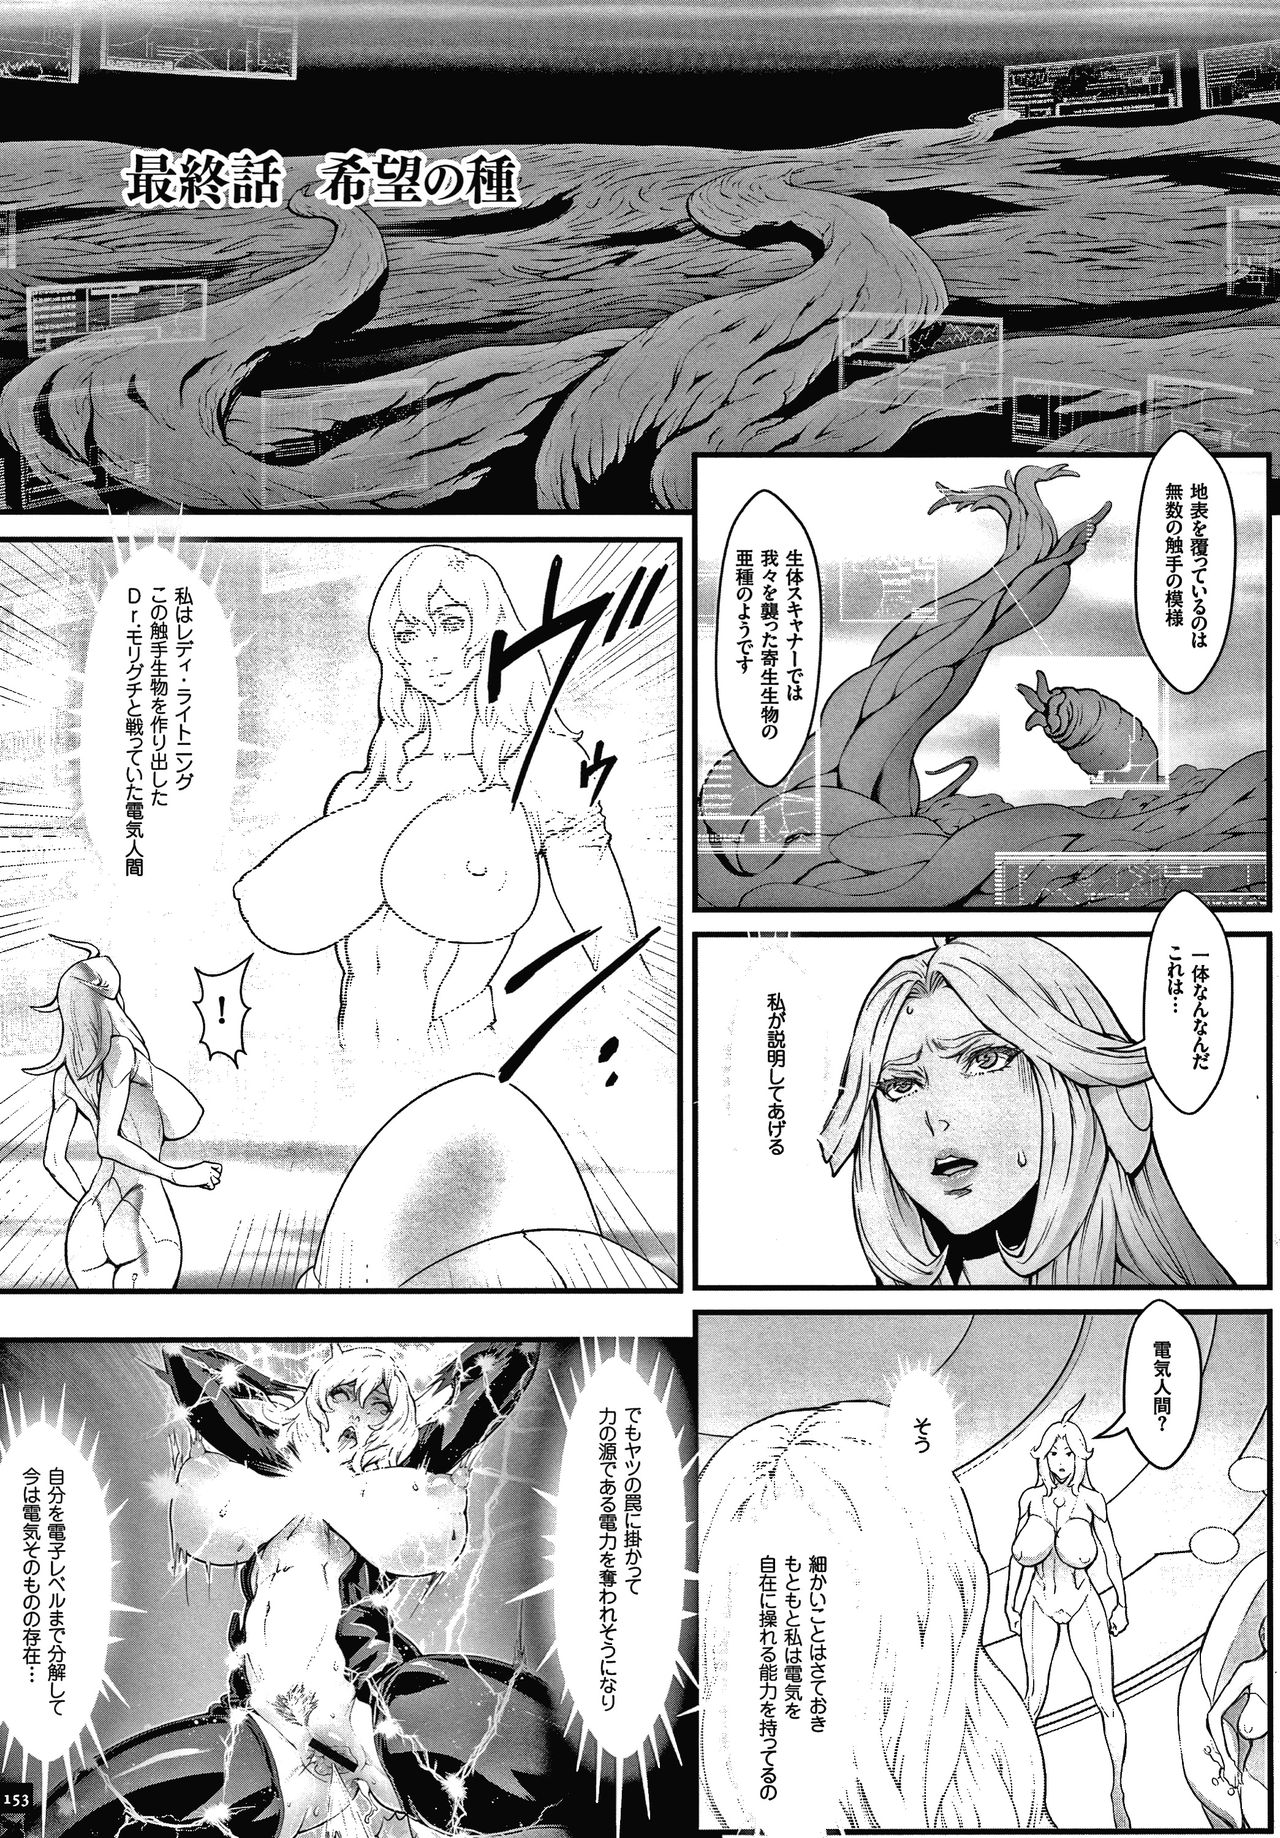 最終話 希望の種
地表を覆っているのは
無数の触手の模様
生体スキャナーでは
我々を襲った寄生生物の
亜種のようです
一体なんなんだ
これは…
私が説明してあげる
ヴゥゥ…
私はレディ・ライトニング
この触手生物を作り出した
Dr.モリグチと戦っていた電気人間
！
電気人間？
そう
細かいことはさておき
もともと私は電気を
自在に操れる能力を持ってるの
でもヤツの罠に掛かって
力の源である電力を奪われそうになり
自分を電子レベルまで分解して
今は電気そのものの存在…
153